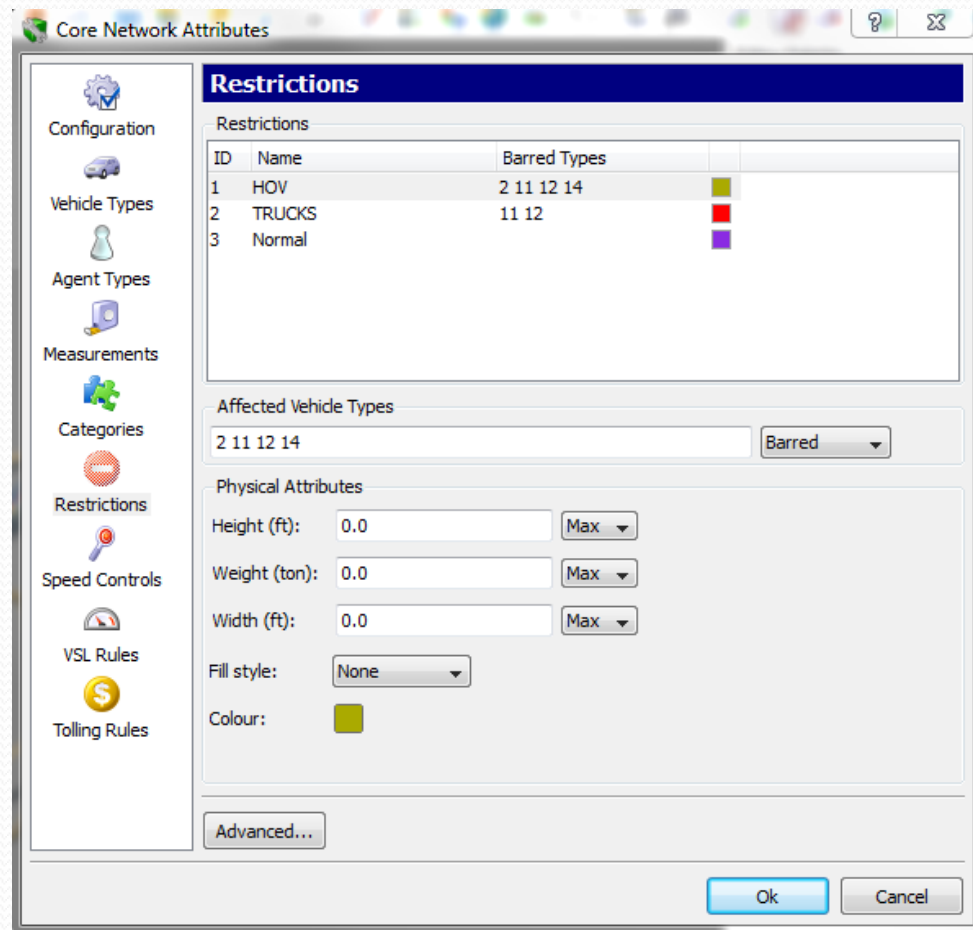 Core Network Attributes
Configuration
Vehicle Types
Agent Types
Measurements
Categories
Restrictions
Speed Controls
VSL Rules
Tolling Rules
Restrictions
Restrictions
ID Name Barred Types
1 HOV 2 11 12 14
2 TRUCKS 11 12
3 Normal
Affected Vehicle Types
2 11 12 14 Barred
Physical Attributes
Height (ft): 0.0 Max
Weight (ton): 0.0 Max
Width (ft): 0.0 Max
Fill style: None
Colour:
Advanced...
Ok Cancel